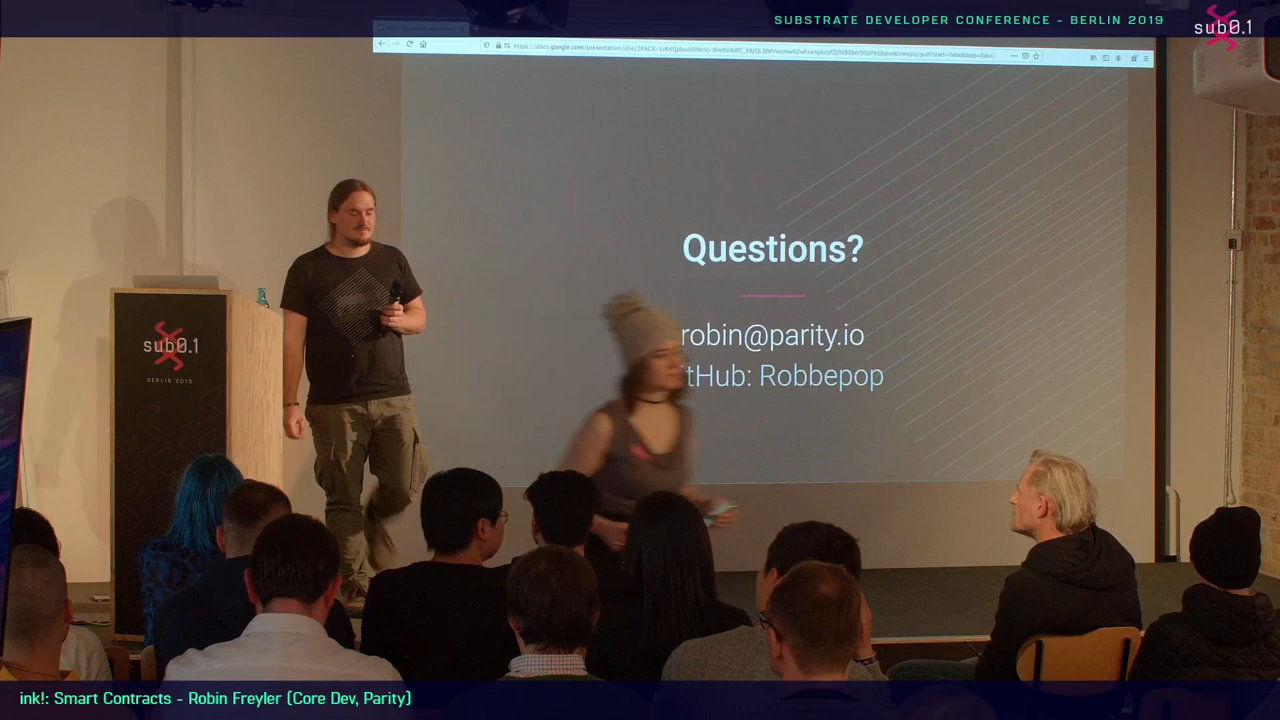 SUBSTRATE DEVELOPER CONFERENCE - BERLIN 2019
sub0.1
Questions?
robin@parity.io
tHub: Robbepop
sub0.1
BERLIN 2019
ink!: Smart Contracts - Robin Freyler (Core Dev, Parity)